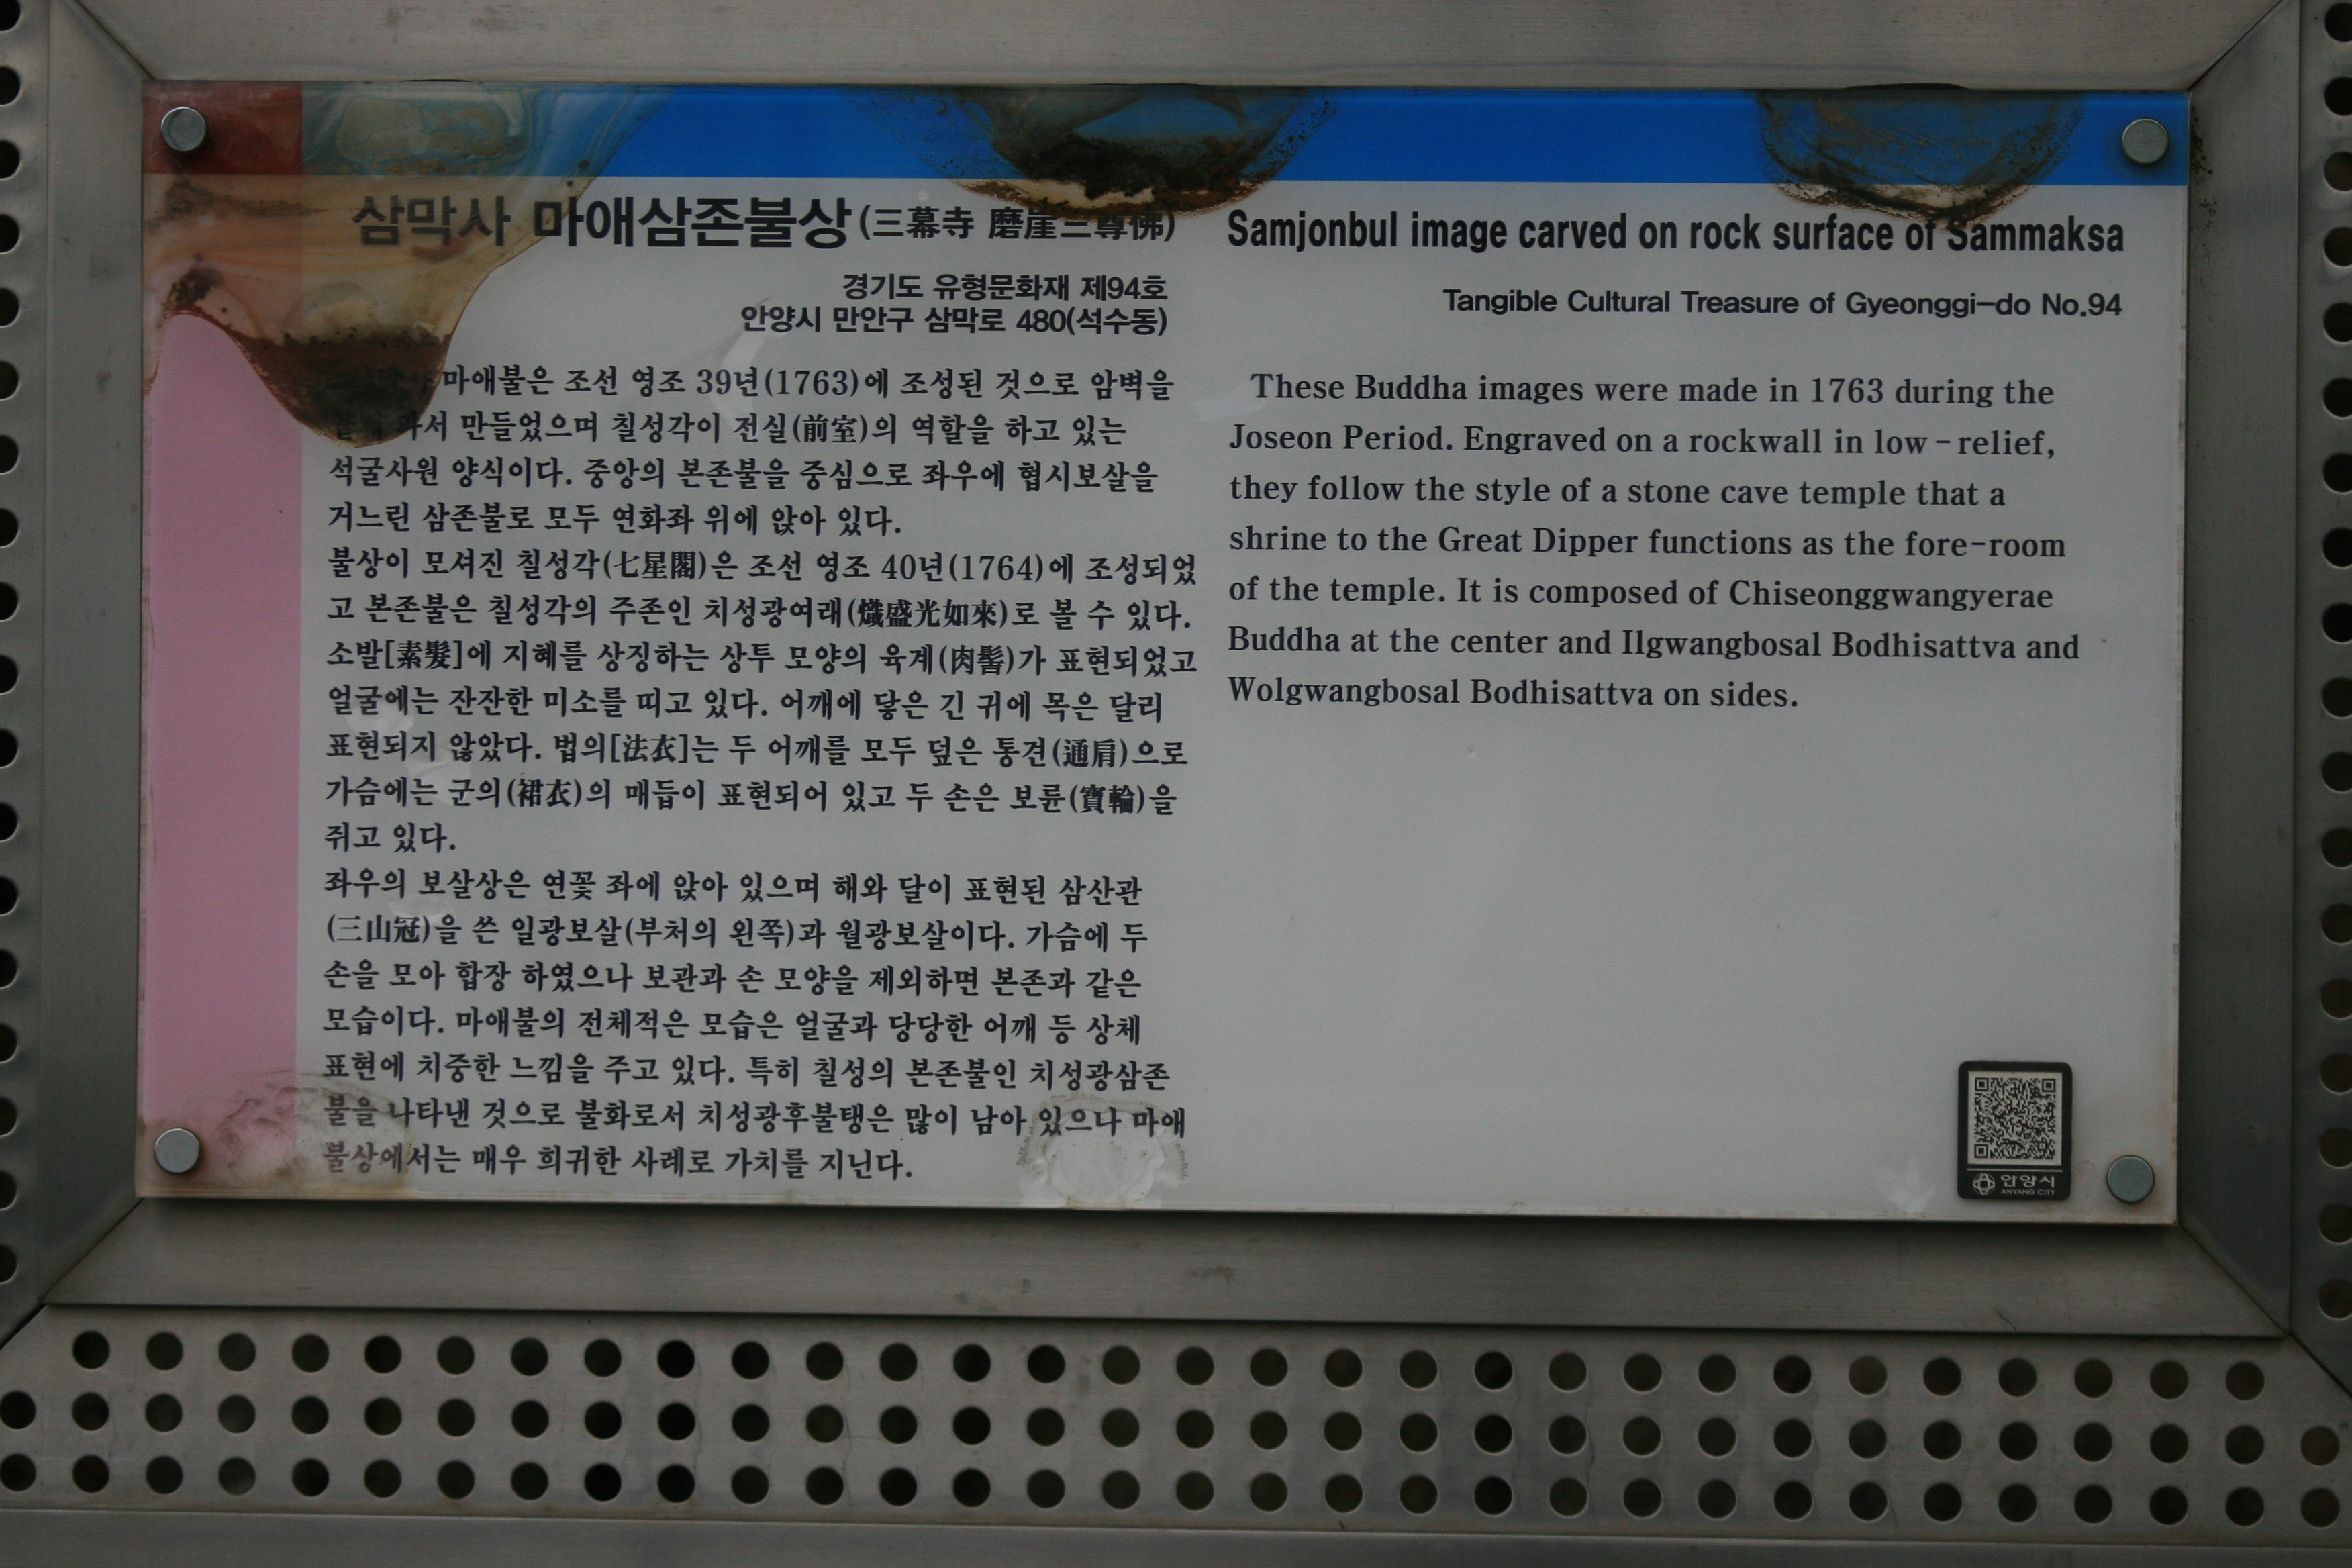 삼막사 마애삼존불상(三幕寺 磨崖三尊佛)
경기도 유형문화재 제94호
안양시 만안구 삼막로 480(석수동)
마애불은 조선 영조 39년(1763)에 조성된 것으로 암벽을
파서 만들었으며 칠성각이 전실(前室)의 역할을 하고 있는
석굴사원 양식이다. 중앙의 본존불을 중심으로 좌우에 협시보살을
거느린 삼존불로 모두 연화좌 위에 앉아 있다.
불상이 모셔진 칠성각(七星閣)은 조선 영조 40년(1764)에 조성되었
고 본존불은 칠성각의 주존인 치성광여래(熾盛光如來)로 볼 수 있다.
소발[素髮]에 지혜를 상징하는 상투 모양의 육계(肉髻)가 표현되었고
얼굴에는 잔잔한 미소를 띠고 있다. 어깨에 닿은 긴 귀에 목은 달리
표현되지 않았다. 법의[法衣]는 두 어깨를 모두 덮은 통견(通肩)으로
가슴에는 군의(裙衣)의 매듭이 표현되어 있고 두 손은 보륜(寶輪)을
쥐고 있다.
좌우의 보살상은 연꽃 좌에 앉아 있으며 해와 달이 표현된 삼산관
(三山冠)을 쓴 일광보살(부처의 왼쪽)과 월광보살이다. 가슴에 두
손을 모아 합장 하였으나 보관과 손 모양을 제외하면 본존과 같은
모습이다. 마애불의 전체적은 모습은 얼굴과 당당한 어깨 등 상체
표현에 치중한 느낌을 주고 있다. 특히 칠성의 본존불인 치성광삼존
불을 나타낸 것으로 불화로서 치성광후불탱은 많이 남아 있으나 마애
불상에서는 매우 희귀한 사례로 가치를 지닌다.
Samjonbul image carved on rock surface of Sammaksa
Tangible Cultural Treasure of Gyeonggi-do No.94
These Buddha images were made in 1763 during the
Joseon Period. Engraved on a rockwall in low-relief,
they follow the style of a stone cave temple that a
shrine to the Great Dipper functions as the fore-room
of the temple. It is composed of Chiseonggwangyerae
Buddha at the center and Ilgwangbosal Bodhisattva and
Wolgwangbosal Bodhisattva on sides.
안양시
ANYANG CITY